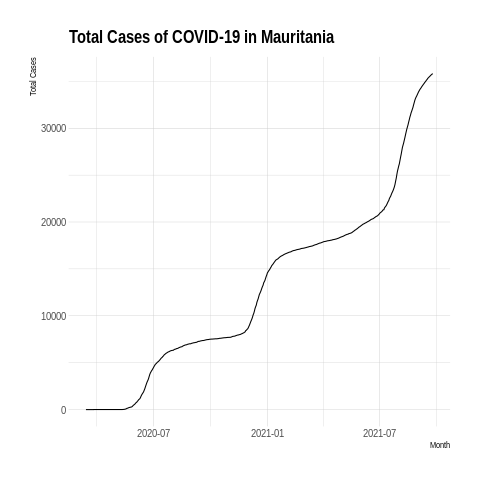 Total Cases of COVID-19 in Mauritania
Total Cases
30000
20000
10000
0
2020-07
2021-01
2021-07
Month